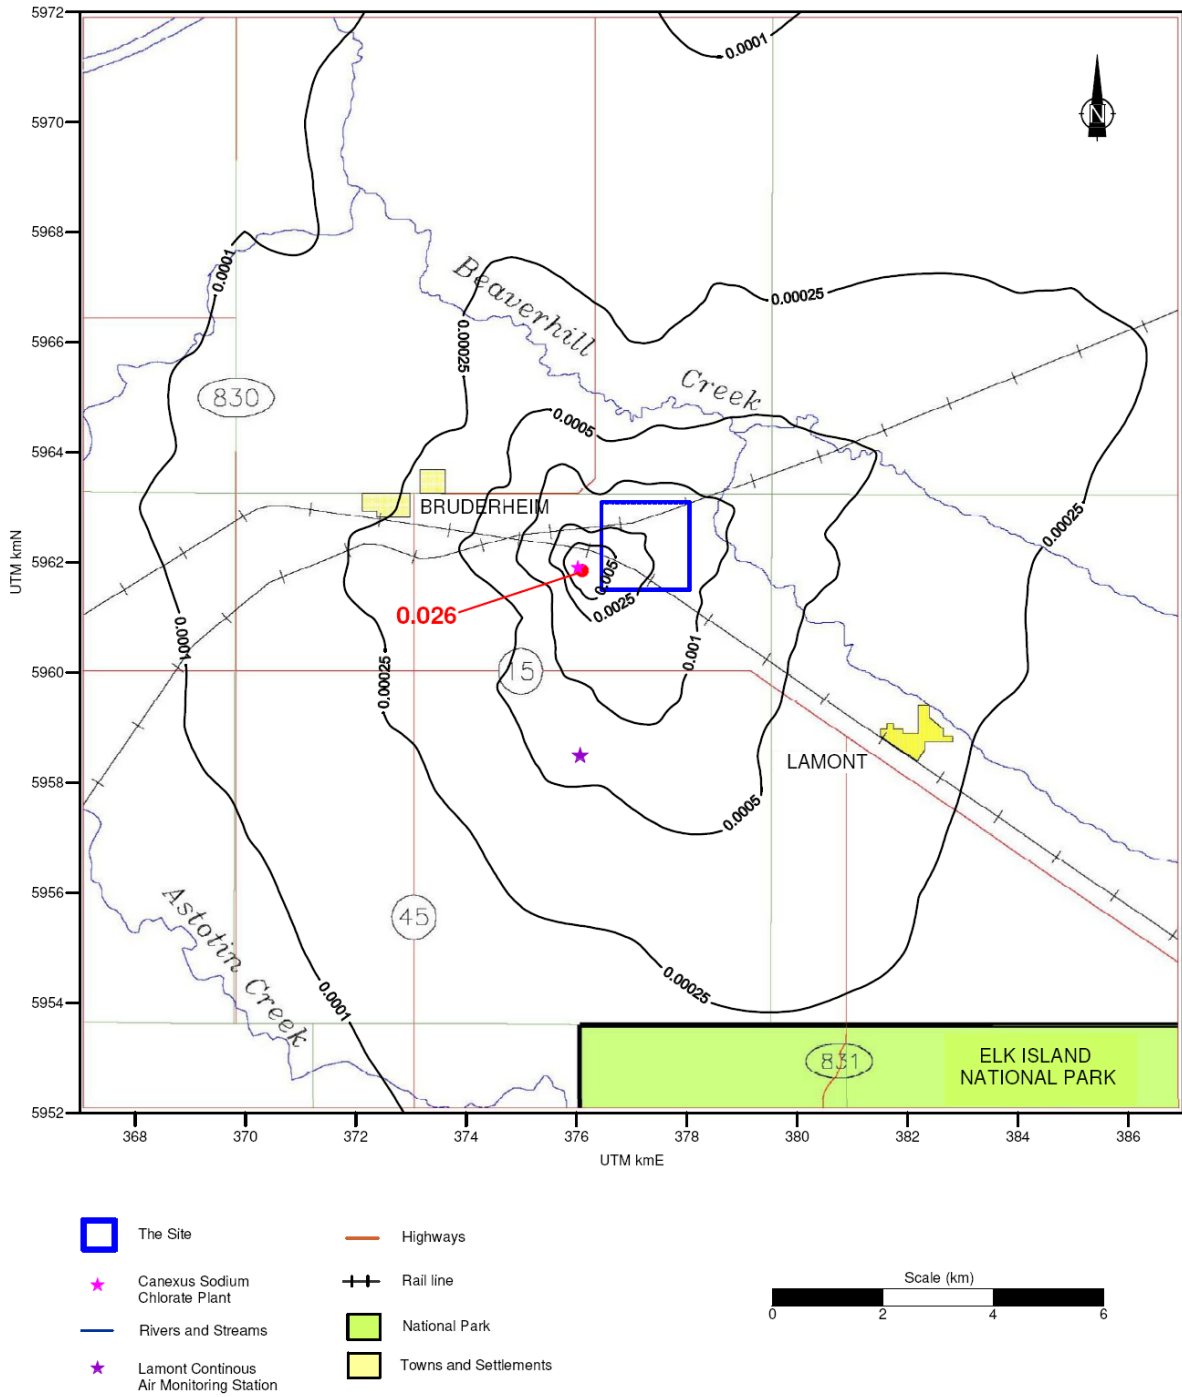 5972
0.0001
5970
N
5968
0.0001
Beaverhill
0.00025
5966
0.00025
830
Creek
0.0005
5964
BRUDERHEIM
0.00025
UTM kmN
5962
0.005
0.0025
0.026
0.0001
0.001
0.00025
15
5960
LAMONT
5958
0.0005
5956
Astotin Creek
45
0.00025
0.0001
5954
831
ELK ISLAND
NATIONAL PARK
5952
368 370 372 374 376 378 380 382 384 386
UTM kmE
The Site
Highways
Canexus Sodium
Chlorate Plant
Rail line
Scale (km)
0 2 4 6
Rivers and Streams
National Park
Lamont Continous
Air Monitoring Station
Towns and Settlements